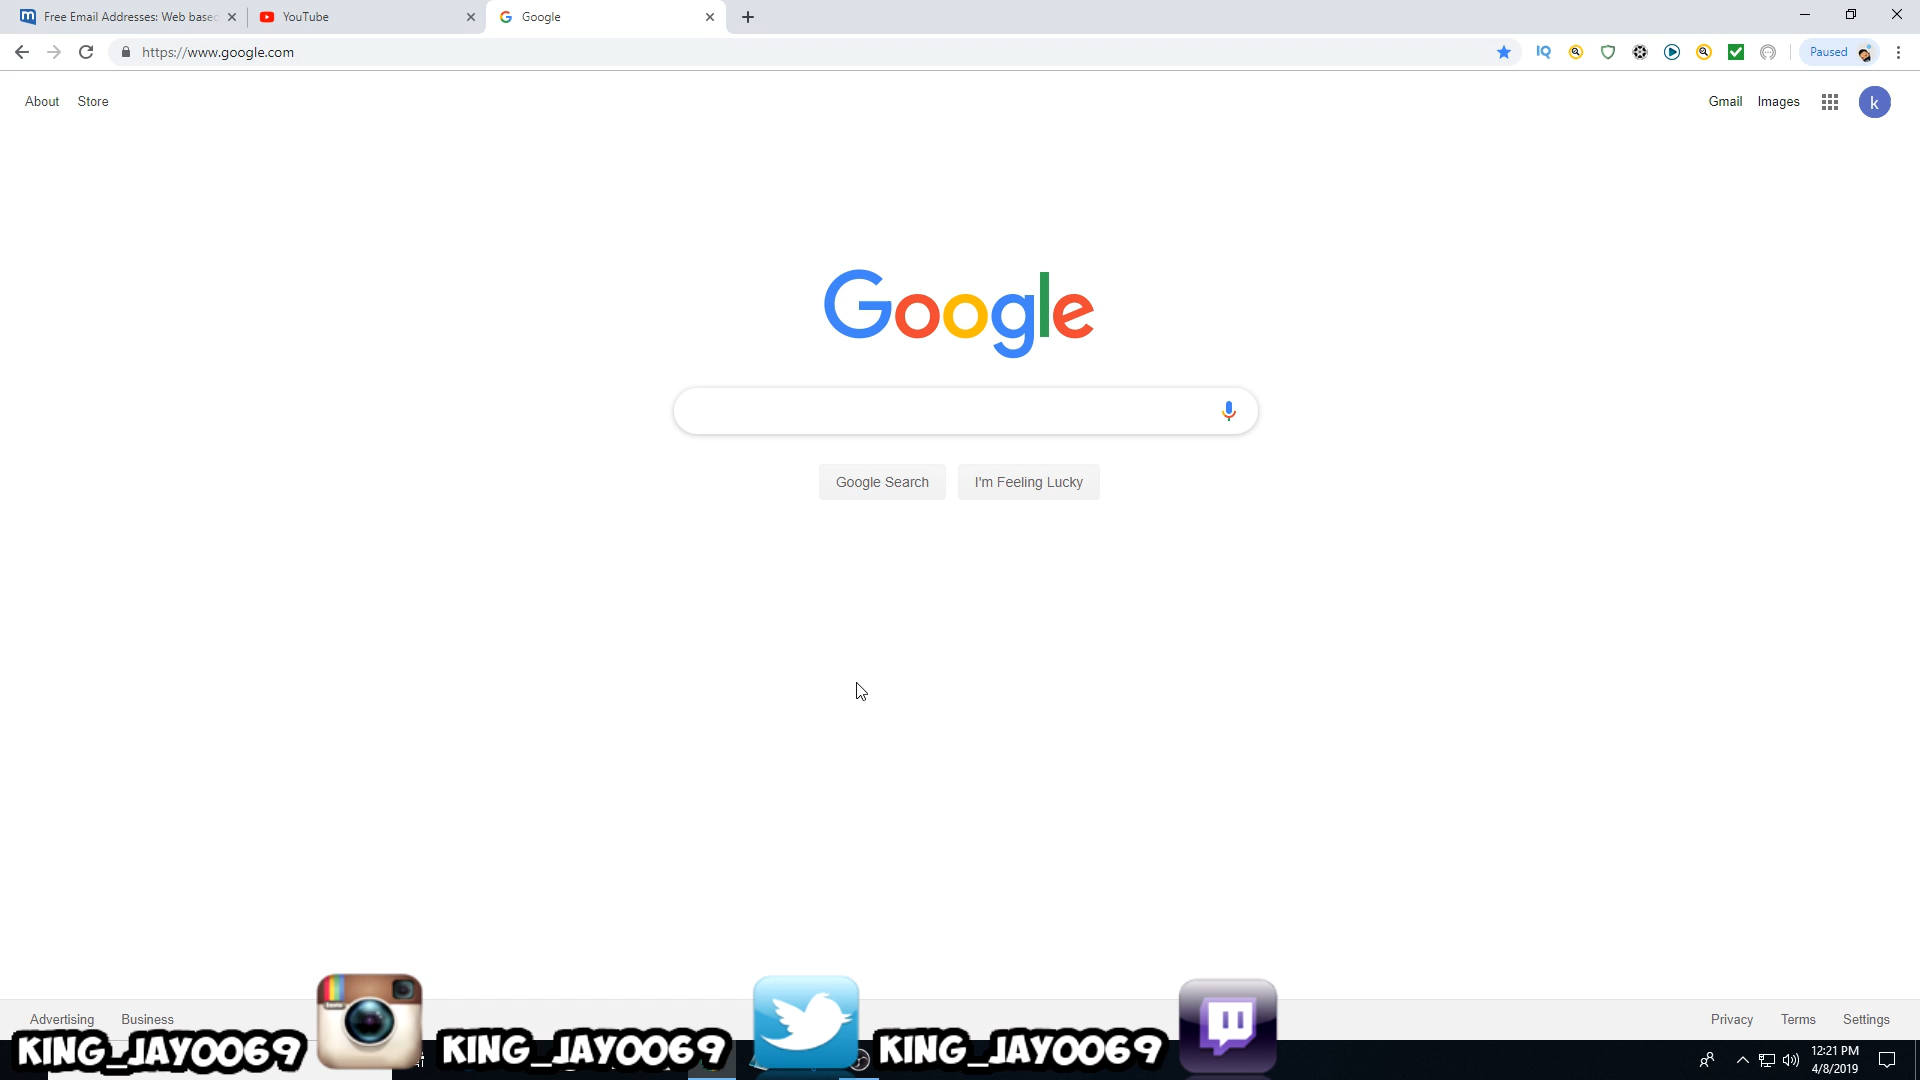 Free Email Addresses: Web based
YouTube
Google
https://www.google.com
Paused
About
Store
Gmail
Images
k
Google
Google Search
I'm Feeling Lucky
Advertising
Business
Privacy
Terms
Settings
KING_JAY0069
KING_JAY0069
KING_JAY0069
12:21 PM
4/8/2019